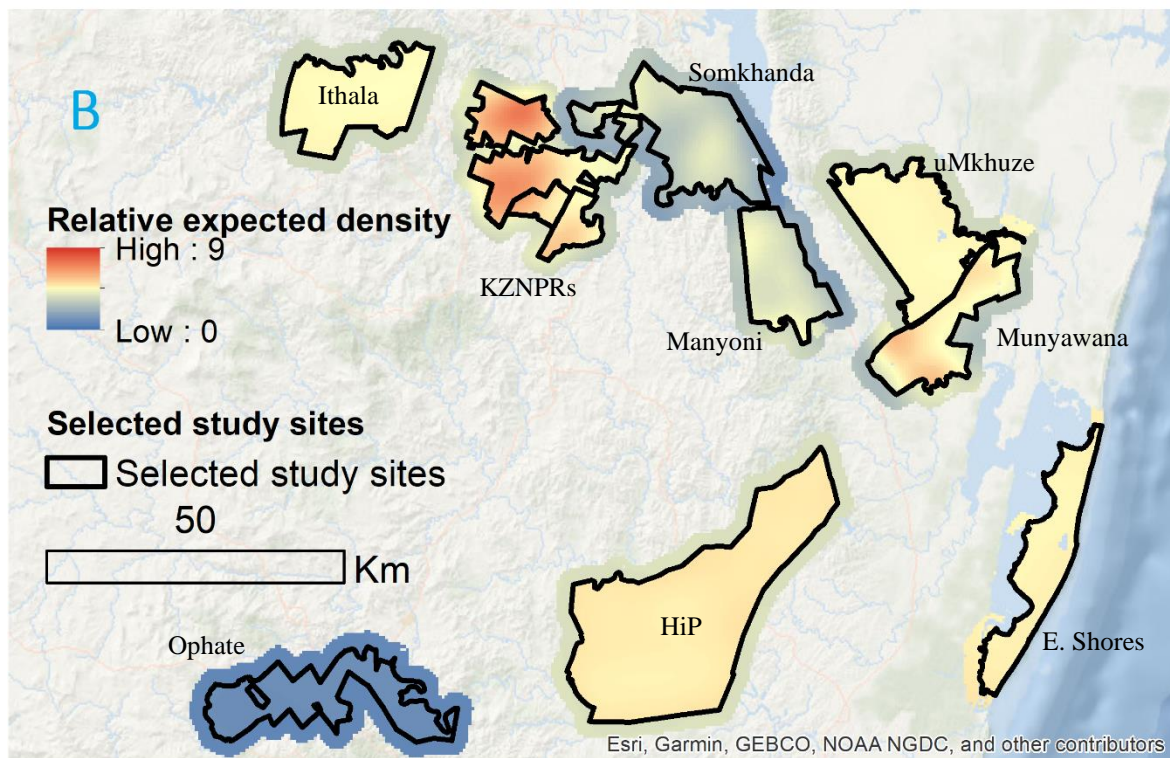 B
Ithala
Somkhanda
uMkhuze
Relative expected density
High : 9
Low : 0
KZNPRs
Manyoni
Munyawana
Selected study sites
Selected study sites
50
Km
HiP
Ophate
E. Shores
Esri, Garmin, GEBCO, NOAA NGDC, and other contributors